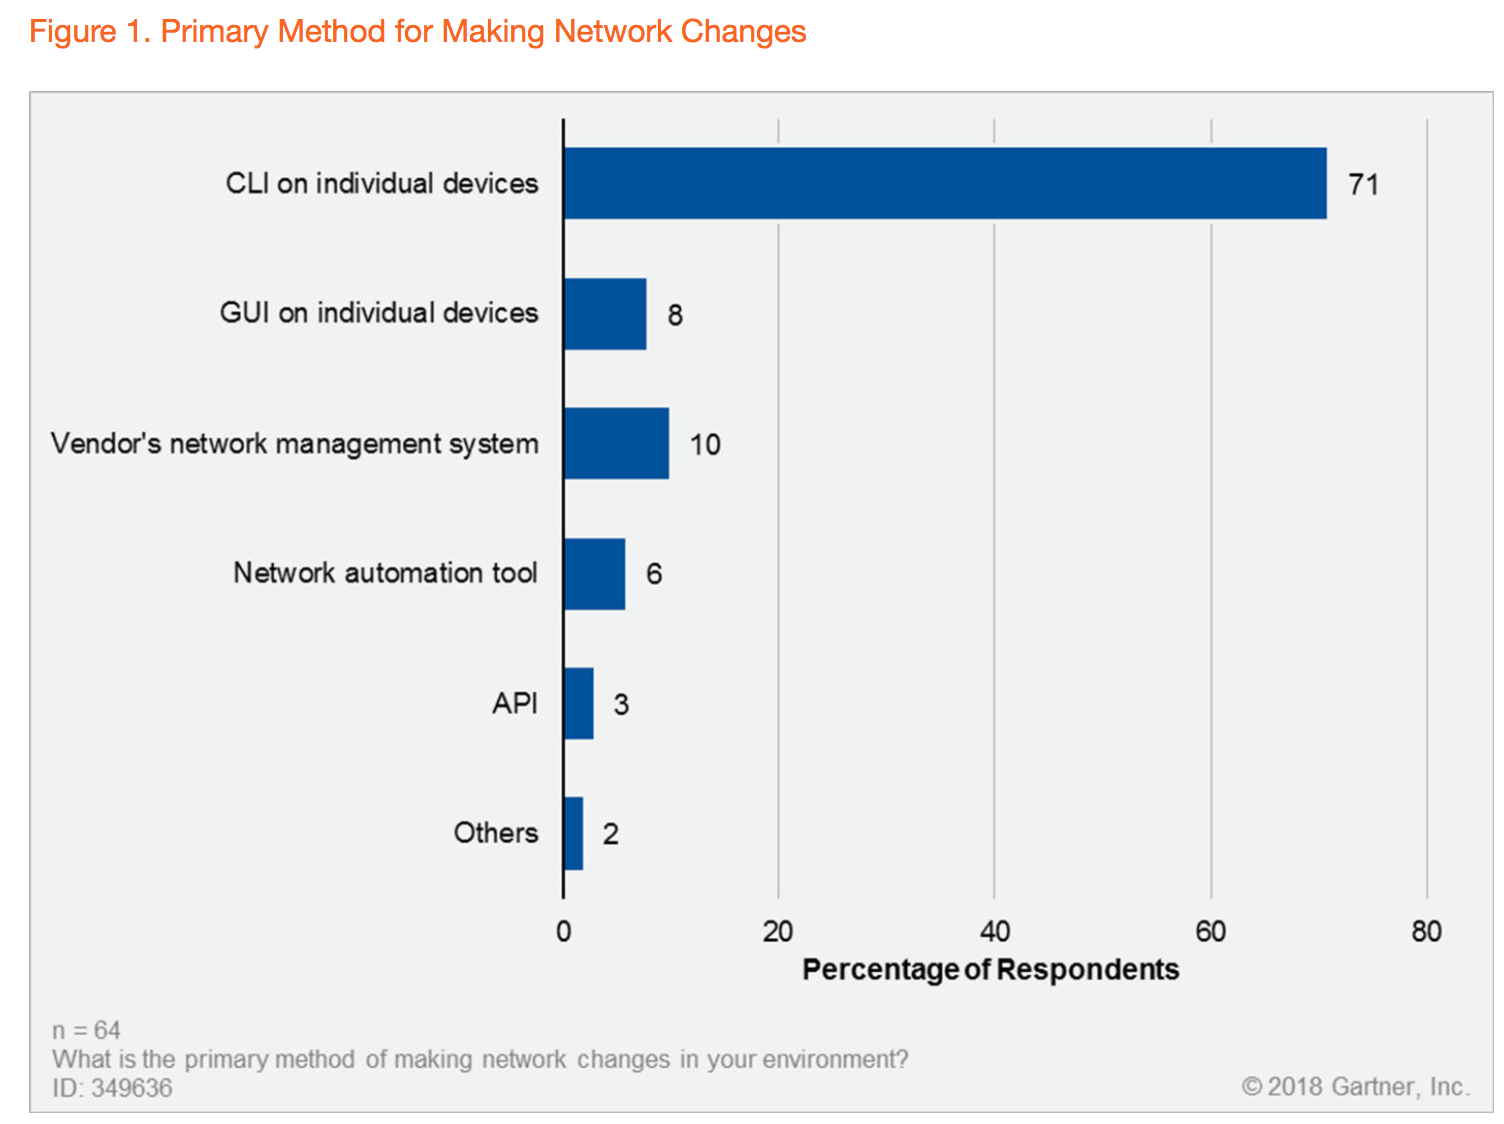 Figure 1. Primary Method for Making Network Changes
CLI on individual devices
71
GUI on individual devices
8
Vendor's network management system
10
Network automation tool
6
API
3
Others
2
0 20 40 60 80
Percentage of Respondents
n = 64
What is the primary method of making network changes in your environment?
ID: 349636
© 2018 Gartner, Inc.